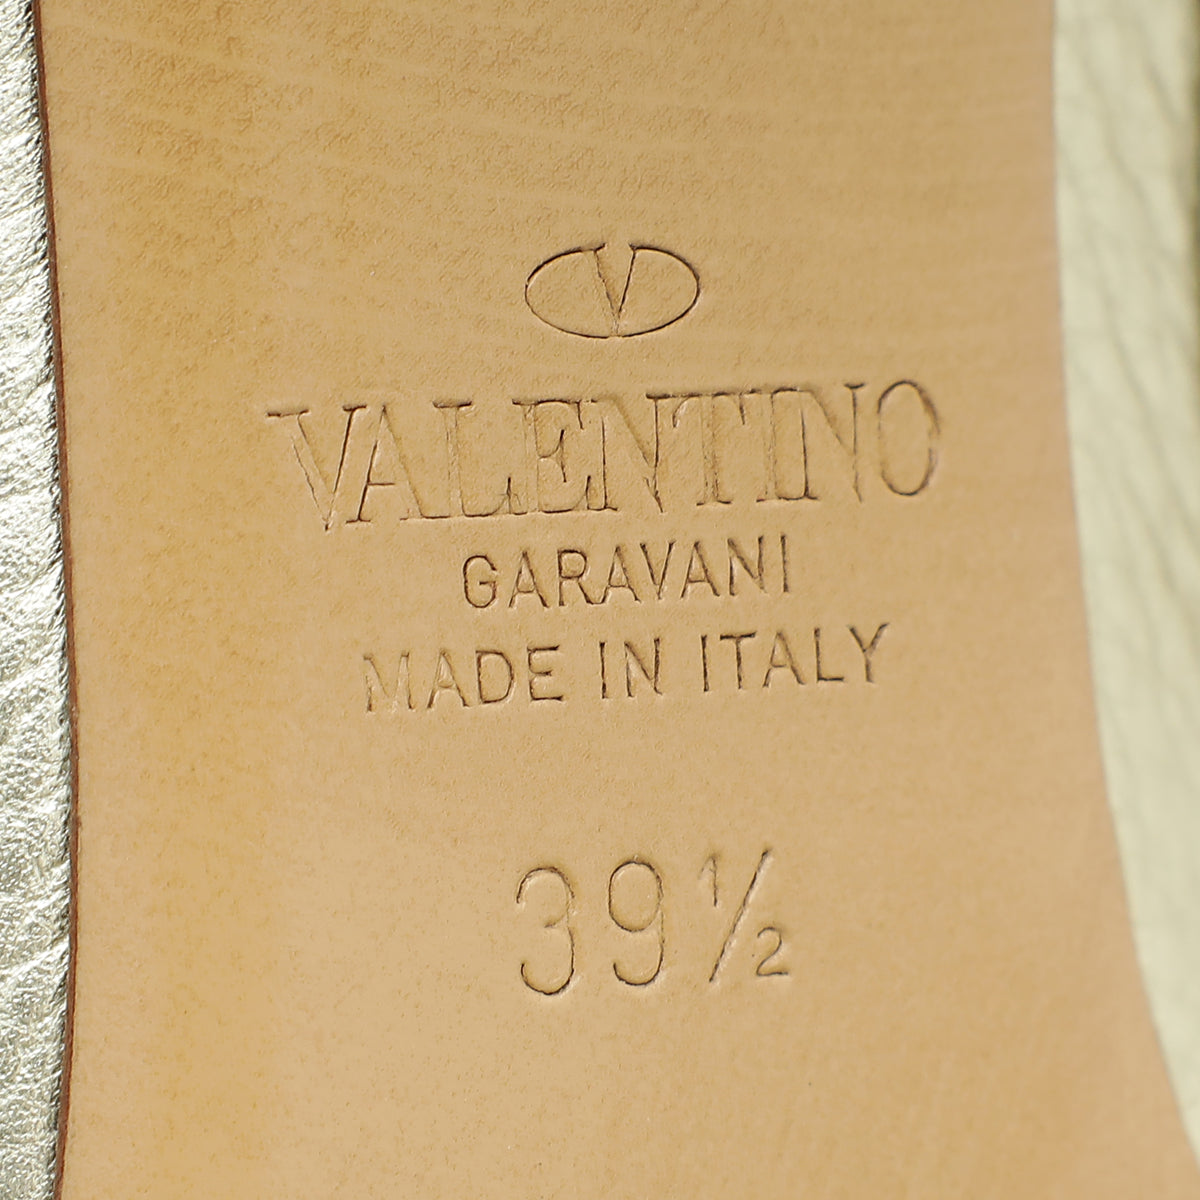 V
VALENTINO
GARAVANI
MADE IN ITALY
39½